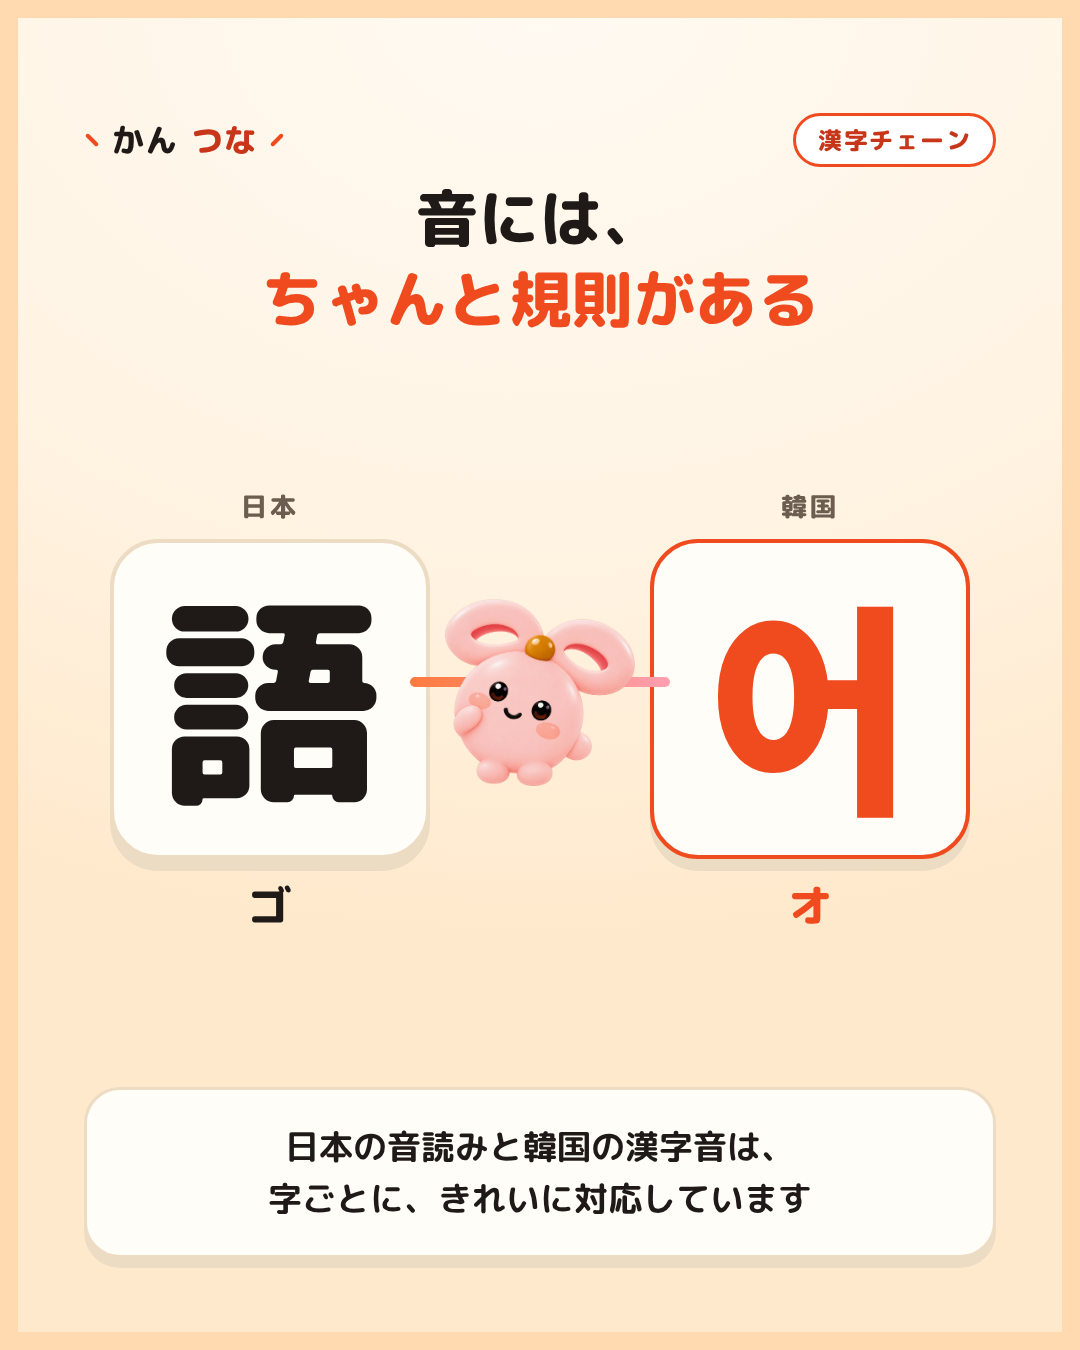 かん つな
漢字チェーン
音には、
ちゃんと規則がある
日本
韓国
語
어
ゴ
オ
日本の音読みと韓国の漢字音は、
字ごとに、きれいに対応しています